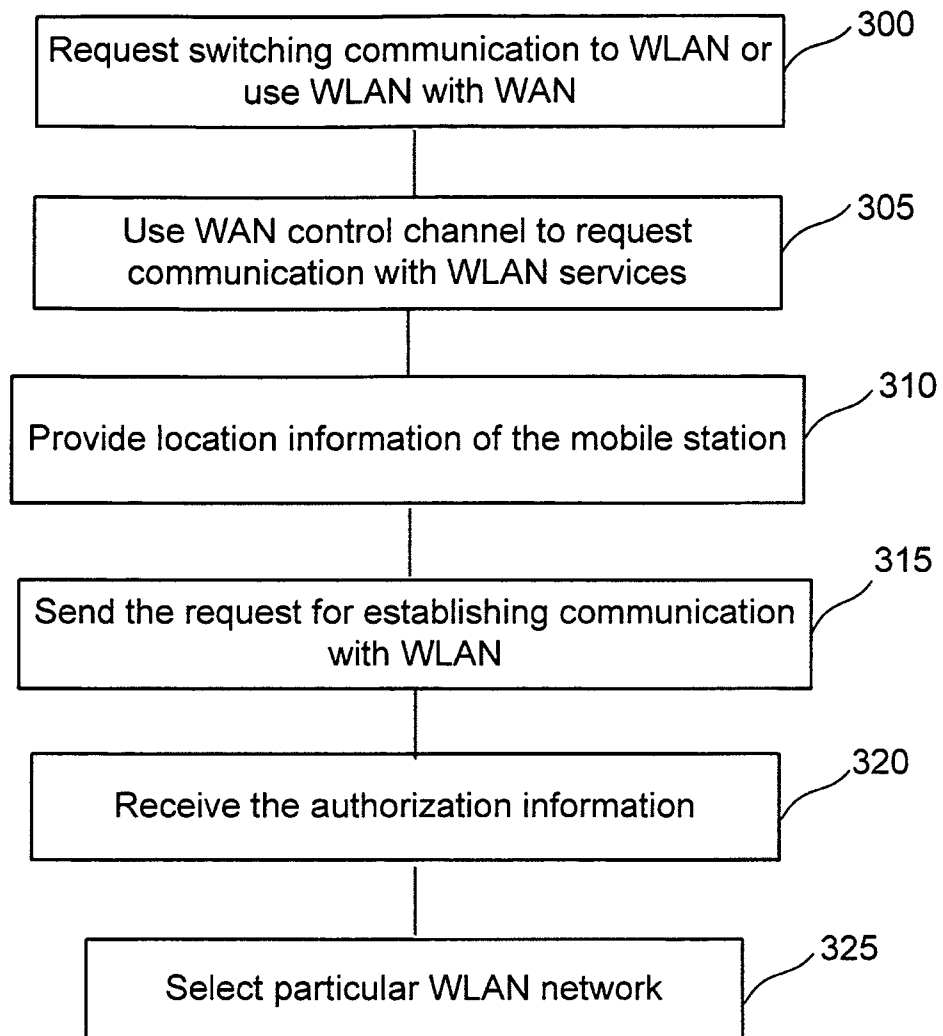 Request switching communication to WLAN or
use WLAN with WAN
300
Use WAN control channel to request
communication with WLAN services
305
Provide location information of the mobile station
310
Send the request for establishing communication
with WLAN
315
Receive the authorization information
320
Select particular WLAN network
325